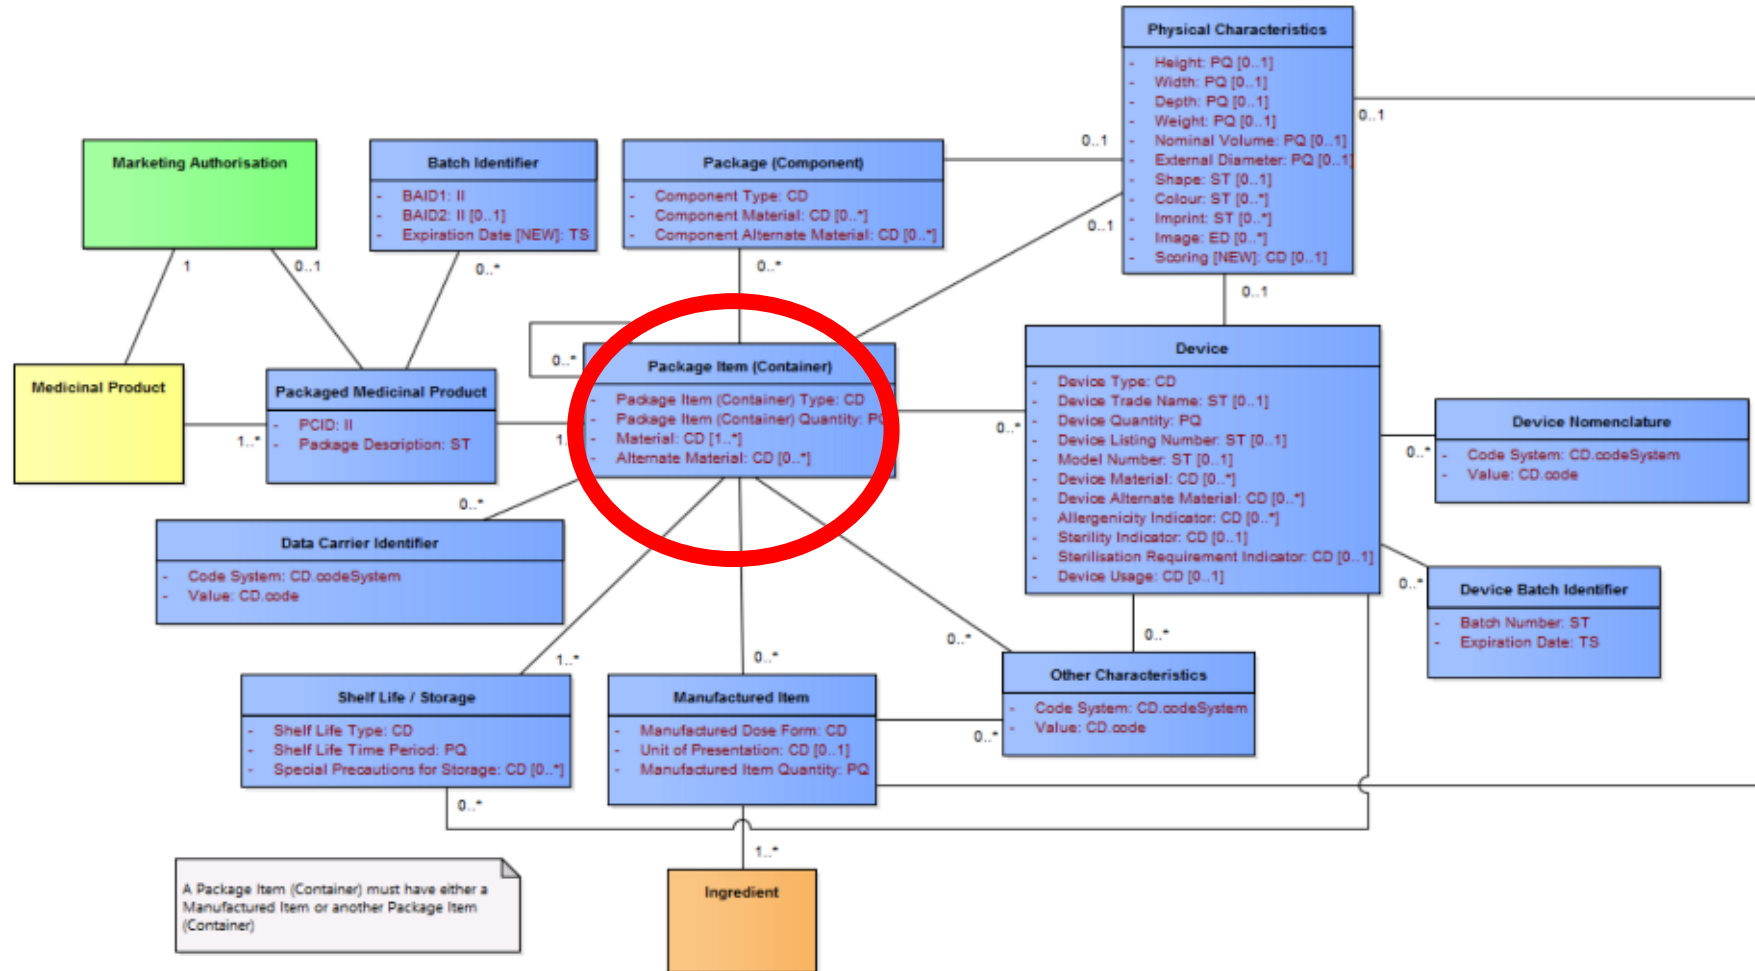 Physical Characteristics
- Height: PQ [0..1]
- Width: PQ [0..1]
- Depth: PQ [0..1]
- Weight: PQ [0..1]
- Nominal Volume: PQ [0..1]
- External Diameter: PQ [0..1]
- Shape: ST [0..1]
- Colour: ST [0..*]
- Imprint: ST [0..*]
- Image: ED [0..*]
- Scoring [NEW]: CD [0..1]
0..1
0..1
0..1
0..1
Marketing Authorisation
1
0..1
Batch Identifier
- BAID1: II
- BAID2: II [0..1]
- Expiration Date [NEW]: TS
0..*
Package (Component)
- Component Type: CD
- Component Material: CD [0..*]
- Component Alternate Material: CD [0..*]
0..*
Medicinal Product
1..*
Packaged Medicinal Product
- PCID: II
- Package Description: ST
1..
0..*
Package Item (Container)
- Package Item (Container) Type: CD
- Package Item (Container) Quantity: PQ
- Material: CD [1..*]
- Alternate Material: CD [0..*]
0..*
Device
- Device Type: CD
- Device Trade Name: ST [0..1]
- Device Quantity: PQ
- Device Listing Number: ST [0..1]
- Model Number: ST [0..1]
- Device Material: CD [0..*]
- Device Alternate Material: CD [0..*]
- Allergenicity Indicator: CD [0..*]
- Sterility Indicator: CD [0..1]
- Sterilisation Requirement Indicator: CD [0..1]
- Device Usage: CD [0..1]
0..*
Device Nomenclature
- Code System: CD.codeSystem
- Value: CD.code
0..*
Data Carrier Identifier
- Code System: CD.codeSystem
- Value: CD.code
0..*
Device Batch Identifier
- Batch Number: ST
- Expiration Date: TS
1..*
Shelf Life / Storage
- Shelf Life Type: CD
- Shelf Life Time Period: PQ
- Special Precautions for Storage: CD [0..*]
0..*
0..*
Manufactured Item
- Manufactured Dose Form: CD
- Unit of Presentation: CD [0..1]
- Manufactured Item Quantity: PQ
0..*
0..*
Other Characteristics
- Code System: CD.codeSystem
- Value: CD.code
0..*
1..*
Ingredient
A Package Item (Container) must have either a
Manufactured Item or another Package Item
(Container)